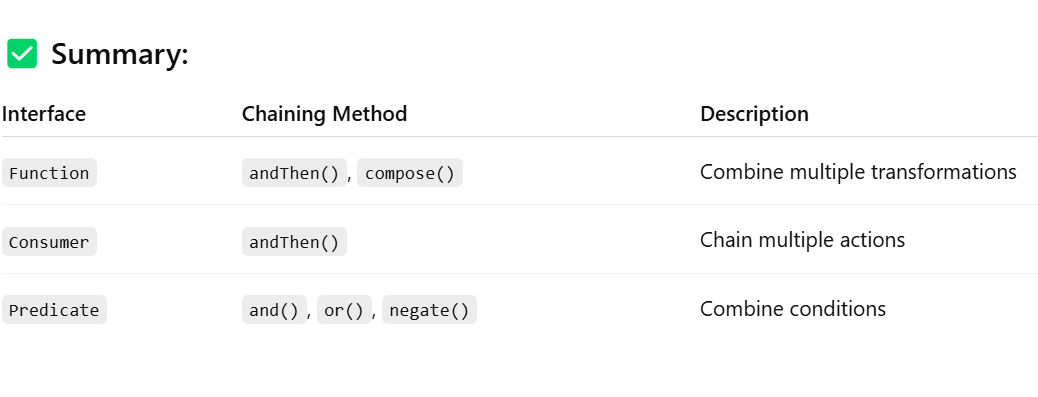 ✅ Summary:
Interface Chaining Method Description
Function andThen(), compose() Combine multiple transformations
Consumer andThen() Chain multiple actions
Predicate and(), or(), negate() Combine conditions